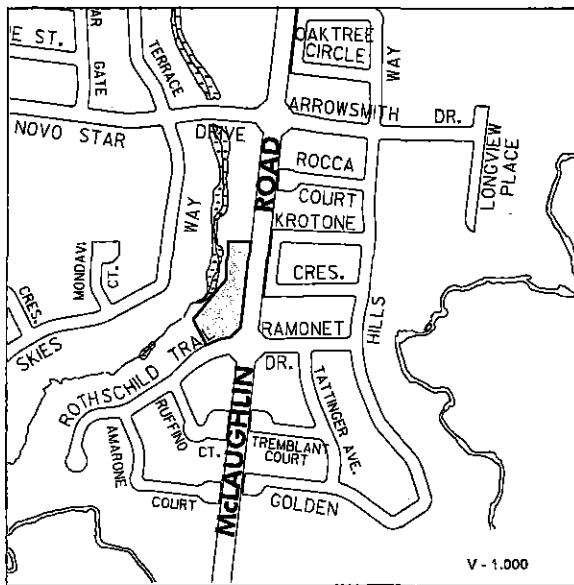 E ST.
AR
GATE
TERRACE
OAKTREE
CIRCLE
WAY
ARROWSMITH DR.
NOVO STAR DRIVE
LONGVIEW
PLACE
ROCCA
COURT
KROTONE
CRES.
WAY
MONDAVI
CT.
CRES.
SKIES
ROTHSCHILD TRAIL
RAMONET
DR.
HILLS
McLAUGHLIN ROAD
TATTINGER AVE.
RUFFINO
CT.
TREMBLANT
COURT
AMARONE
COURT
GOLDEN
V - 1.000